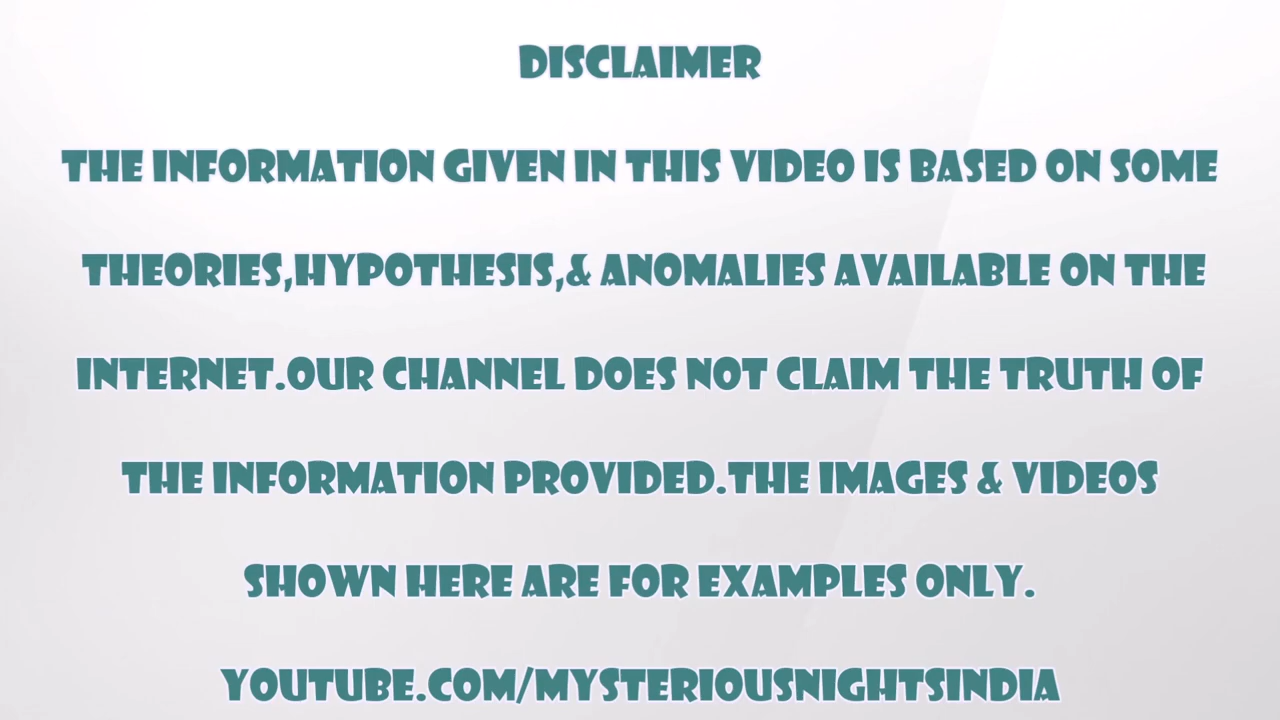 DISCLAIMER
THE INFORMATION GIVEN IN THIS VIDEO IS BASED ON SOME
THEORIES,HYPOTHESIS,& ANOMALIES AVAILABLE ON THE
INTERNET.OUR CHANNEL DOES NOT CLAIM THE TRUTH OF
THE INFORMATION PROVIDED.THE IMAGES & VIDEOS
SHOWN HERE ARE FOR EXAMPLES ONLY.
YOUTUBE.COM/MYSTERIOUSNIGHTSINDIA